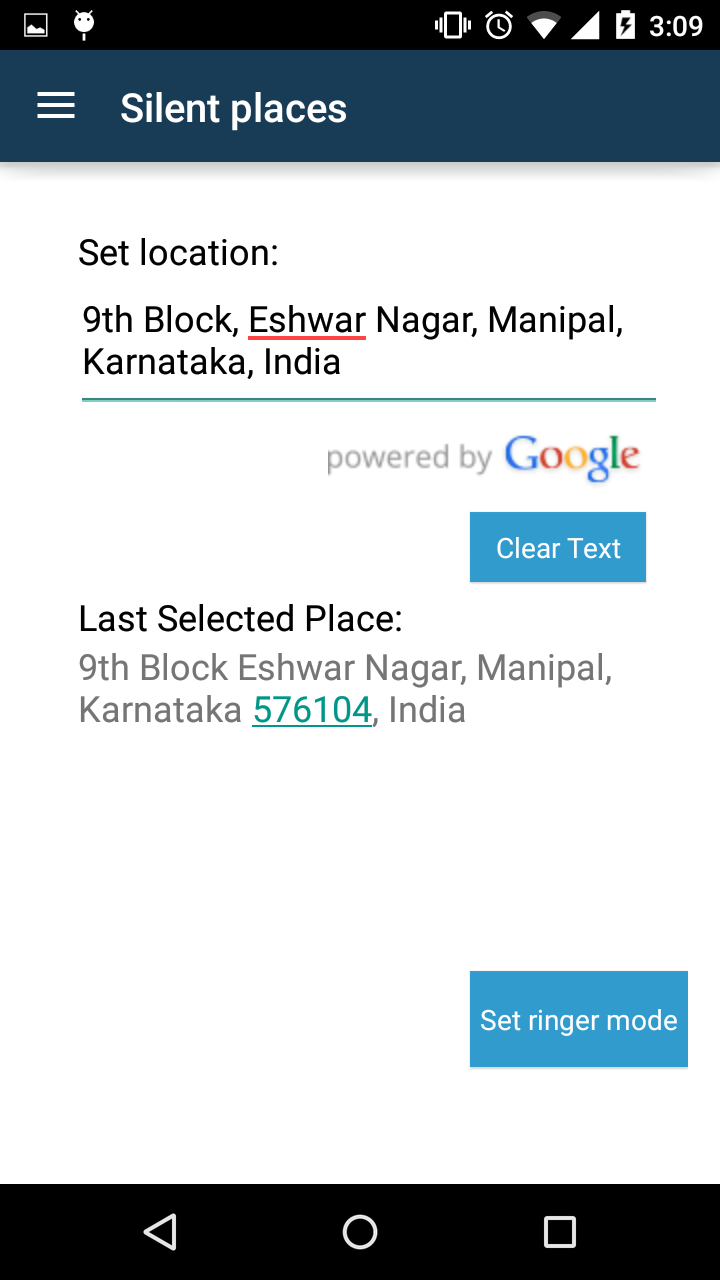 3:09
Silent places
Set location:
9th Block, Eshwar Nagar, Manipal,
Karnataka, India
powered by Google
Clear Text
Last Selected Place:
9th Block Eshwar Nagar, Manipal,
Karnataka 576104, India
Set ringer mode